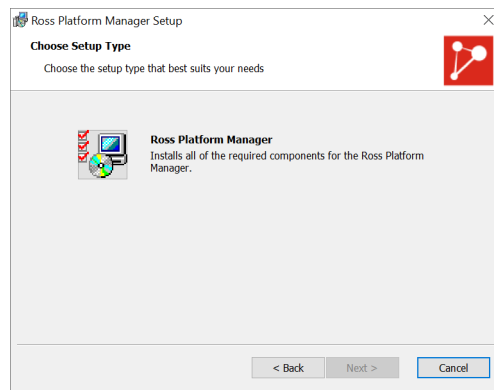 Ross Platform Manager Setup
Choose Setup Type
Choose the setup type that best suits your needs
Ross Platform Manager
Installs all of the required components for the Ross Platform
Manager.
< Back
Next >
Cancel